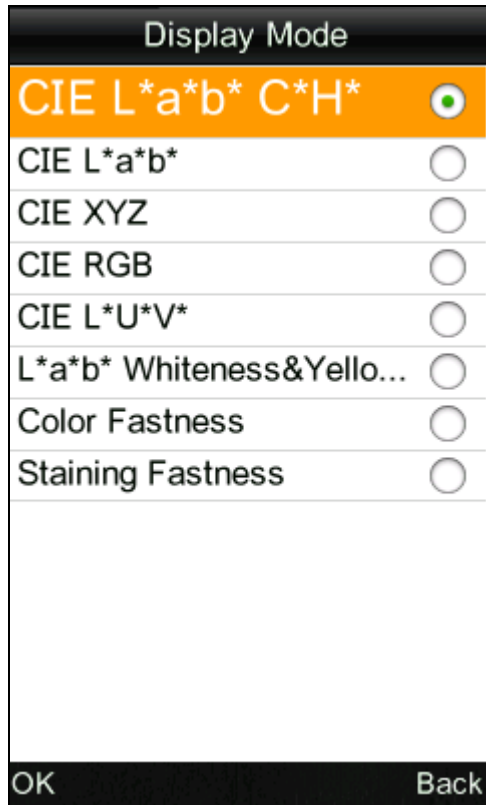 Display Mode
CIE L*a*b* C*H*
CIE L*a*b*
CIE XYZ
CIE RGB
CIE L*U*V*
L*a*b* Whiteness&Yello...
Color Fastness
Staining Fastness
OK Back